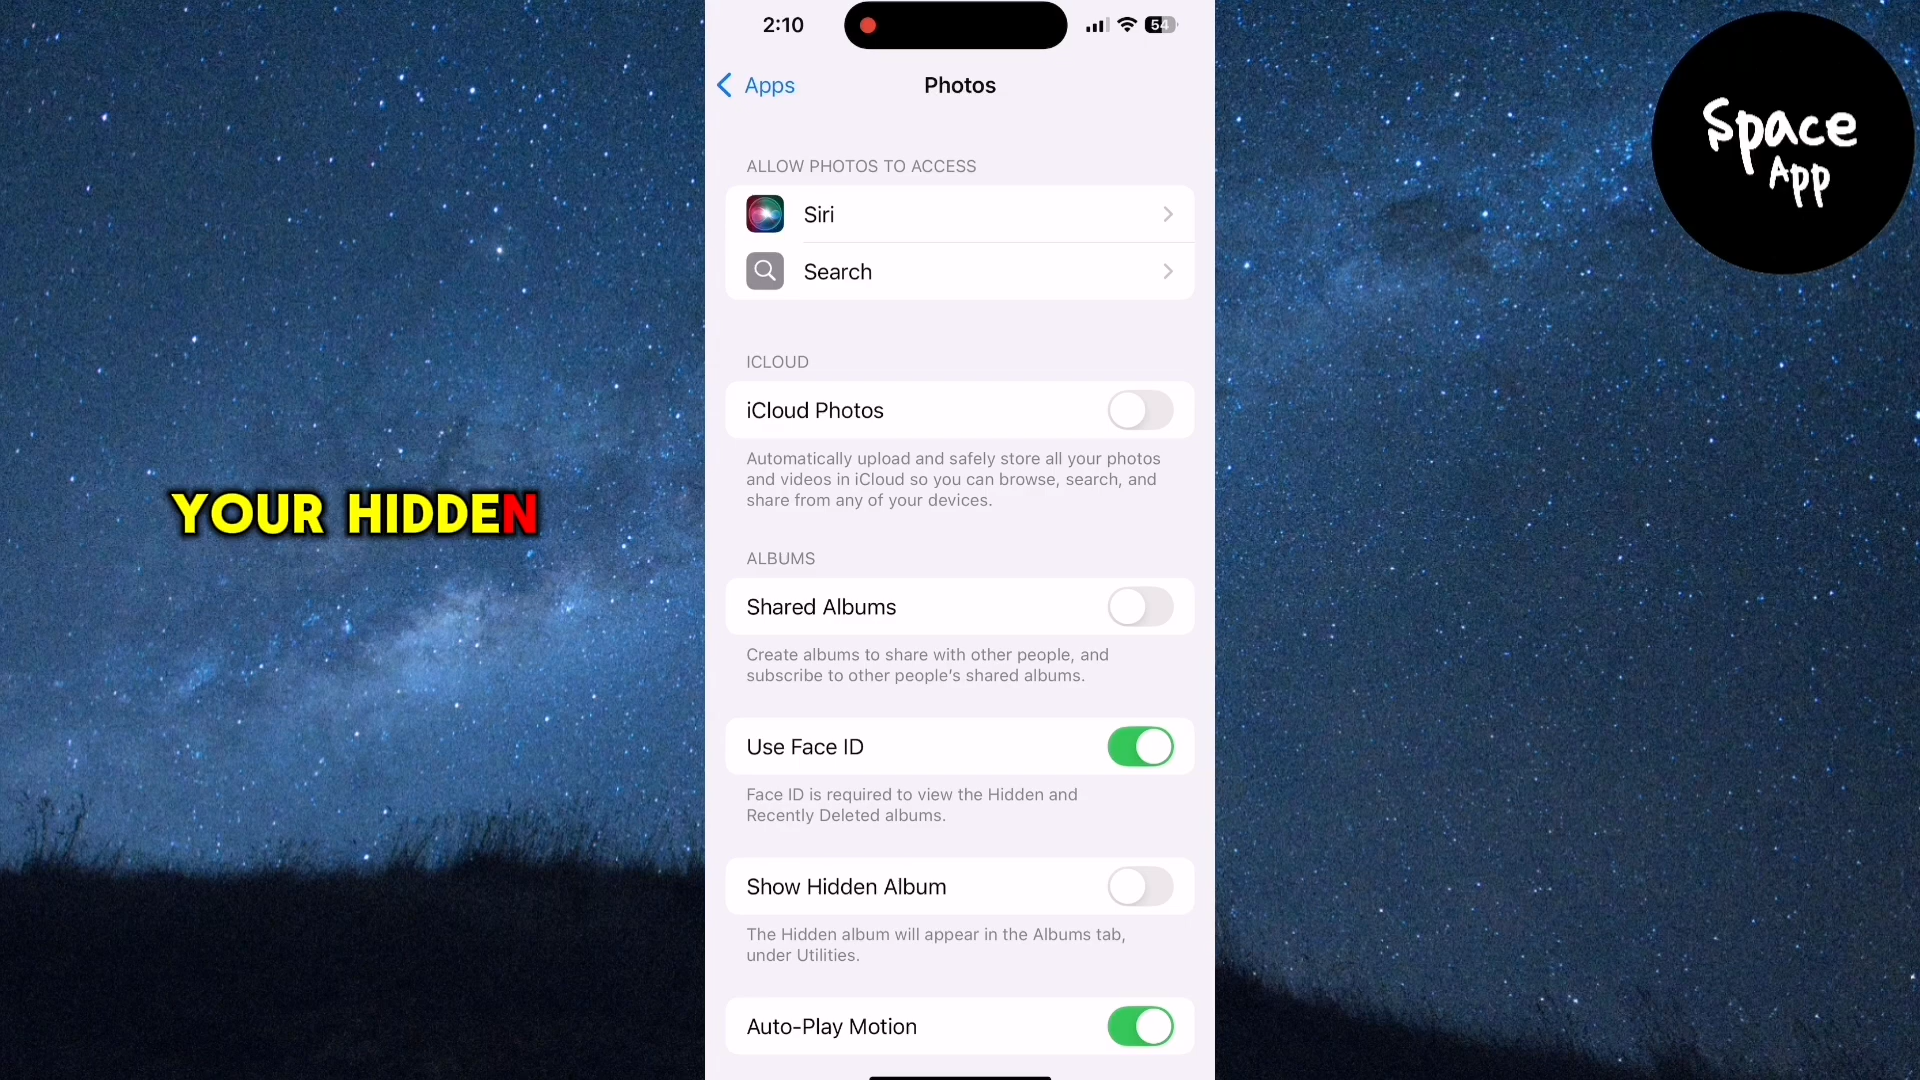 2:10
54
Apps
Photos
ALLOW PHOTOS TO ACCESS
Siri
Search
ICLOUD
iCloud Photos
Automatically upload and safely store all your photos
and videos in iCloud so you can browse, search, and
share from any of your devices.
ALBUMS
Shared Albums
Create albums to share with other people, and
subscribe to other people's shared albums.
Use Face ID
Face ID is required to view the Hidden and
Recently Deleted albums.
Show Hidden Album
The Hidden album will appear in the Albums tab,
under Utilities.
Auto-Play Motion
YOUR HIDDEN
Space
App